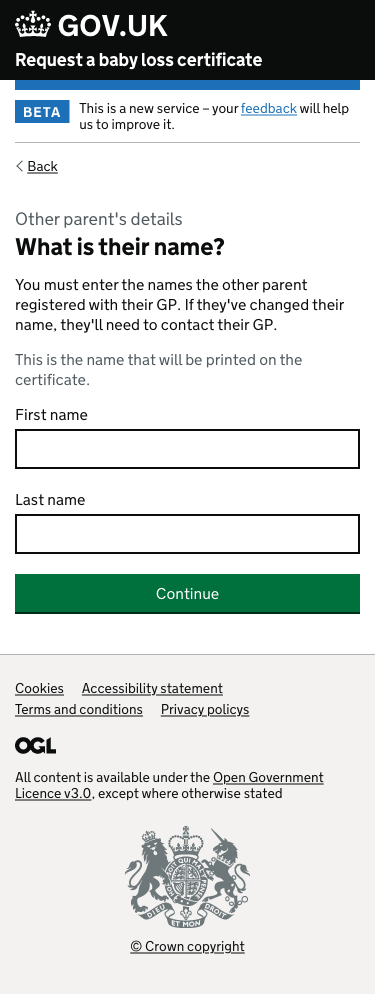 GOV.UK
Request a baby loss certificate
BETA
This is a new service – your feedback will help
us to improve it.
Back
Other parent's details
What is their name?
You must enter the names the other parent
registered with their GP. If they've changed their
name, they'll need to contact their GP.
This is the name that will be printed on the
certificate.
First name
Last name
Continue
Cookies Accessibility statement
Terms and conditions Privacy policys
OGL
All content is available under the Open Government
Licence v3.0, except where otherwise stated
DIEU ET MON DROIT
© Crown copyright